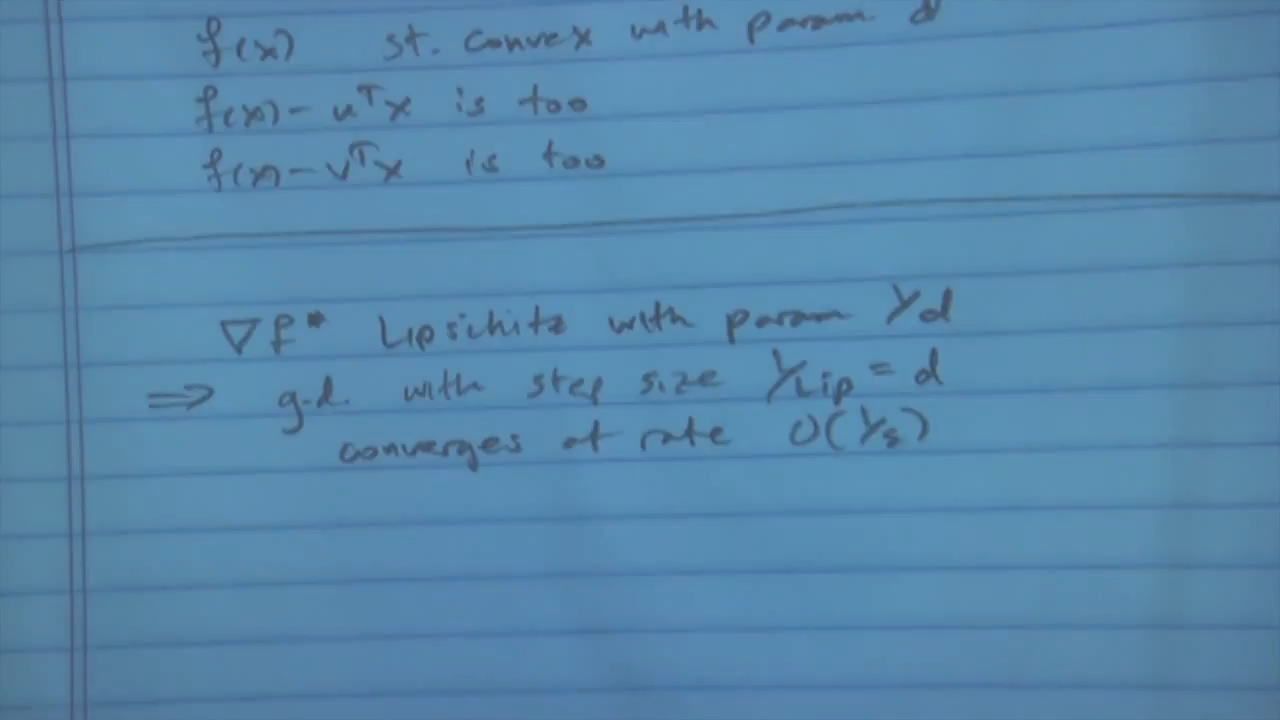 f(x) st. convex with param d
f(x) - uᵀx is too
f(x) - vᵀx is too
∇f* Lipschitz with param 1/d
⇒ g.d. with step size 1/Lip = d
converges at rate O(1/ε)